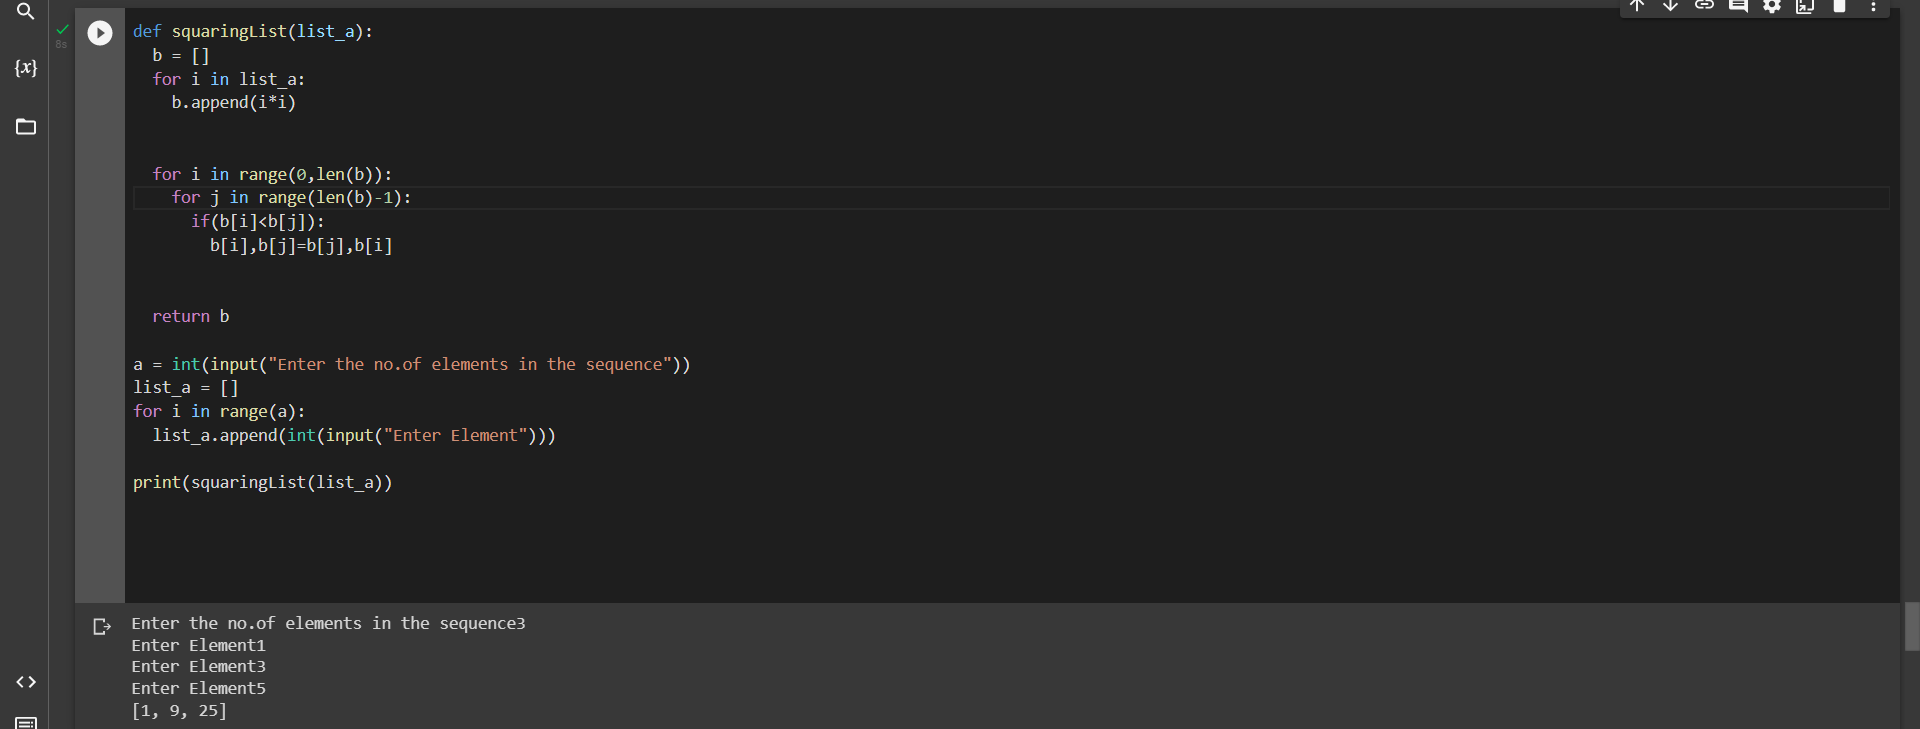 def squaringList(list_a):
  b = []
  for i in list_a:
    b.append(i*i)
  for i in range(0,len(b)):
    for j in range(len(b)-1):
      if(b[i]<b[j]):
        b[i],b[j]=b[j],b[i]
  return b
a = int(input("Enter the no.of elements in the sequence"))
list_a = []
for i in range(a):
  list_a.append(int(input("Enter Element")))
print(squaringList(list_a))
8s
{x}
Enter the no.of elements in the sequence3
Enter Element1
Enter Element3
Enter Element5
[1, 9, 25]